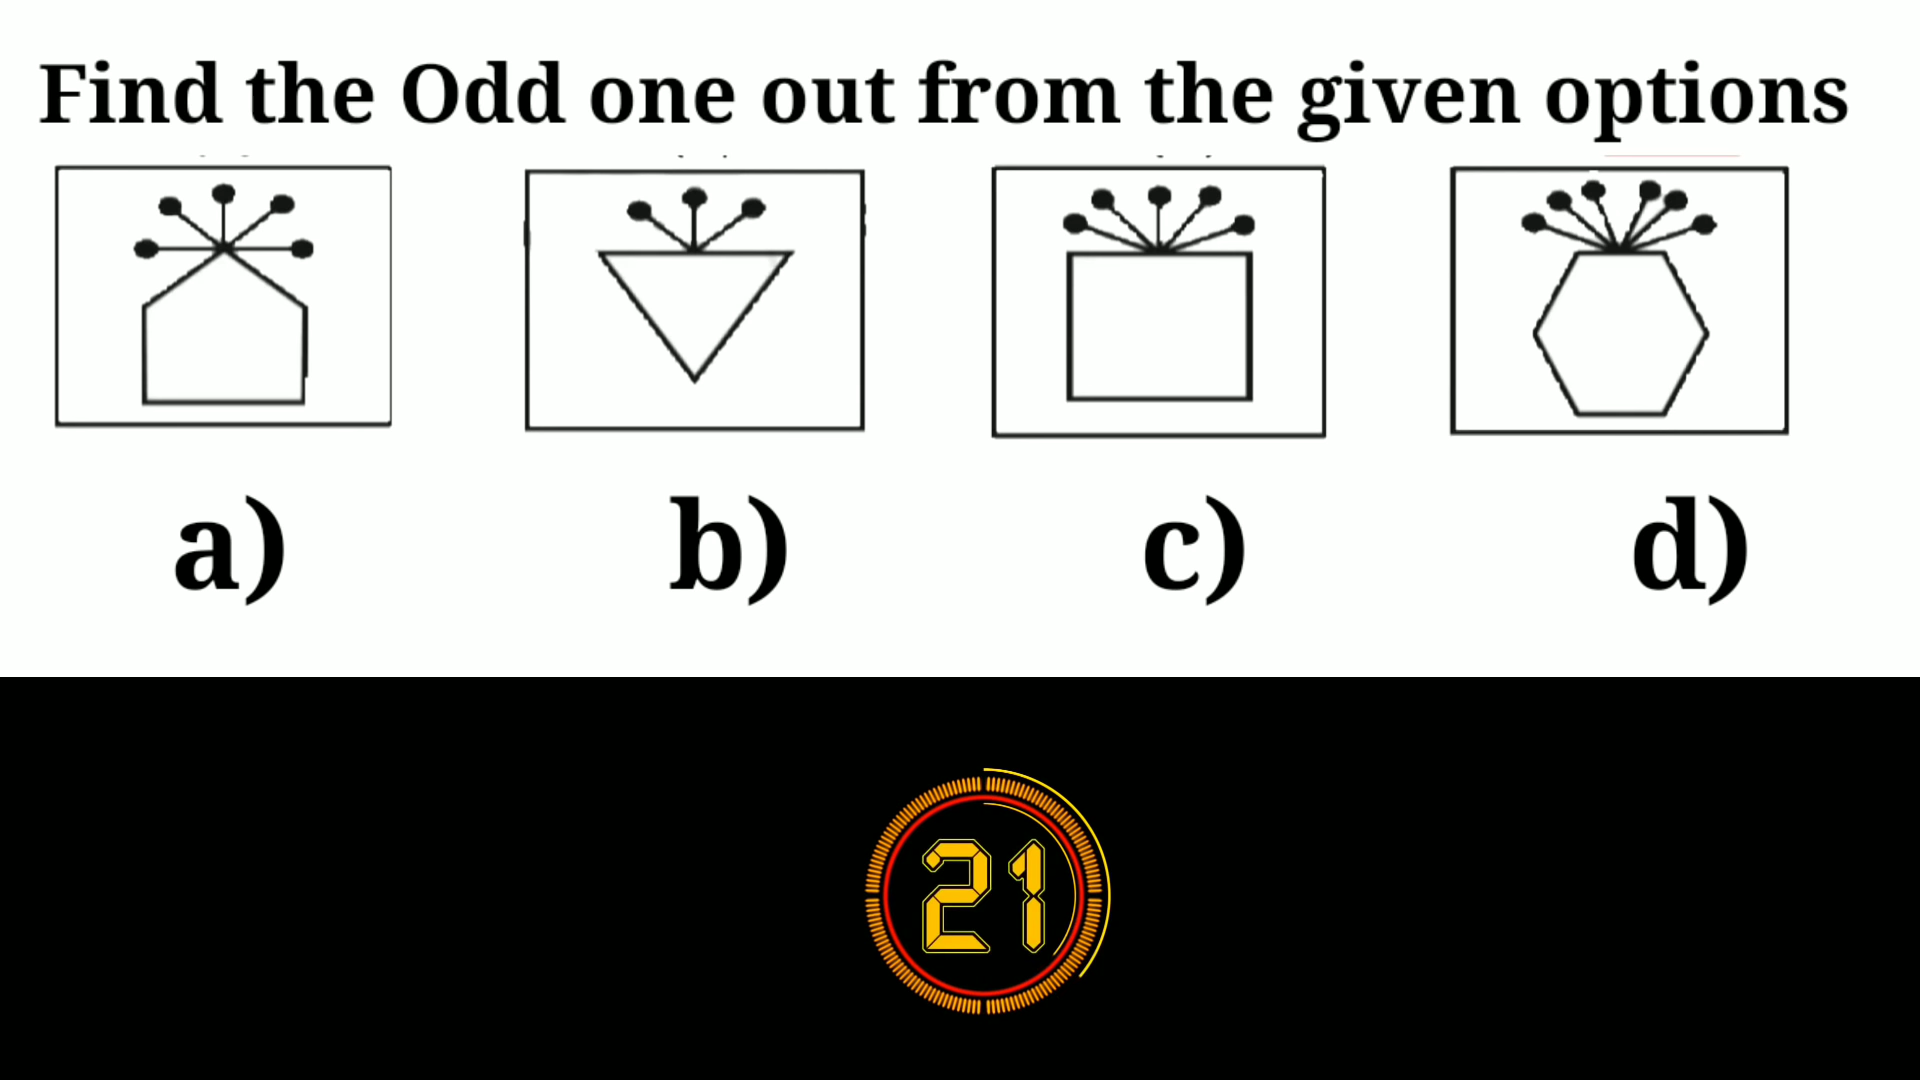 Find the Odd one out from the given options
a) b) c) d)
21